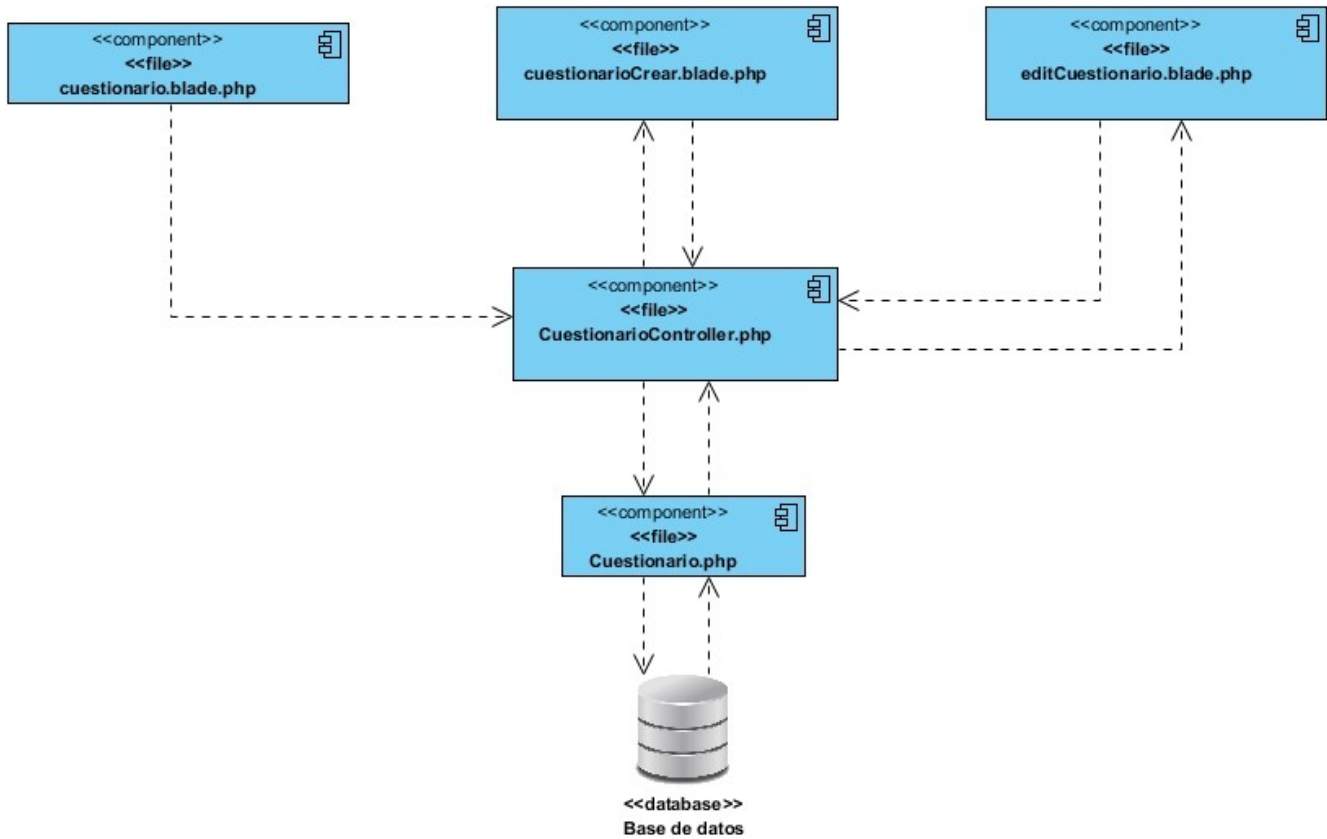 <<component>>
<<file>>
cuestionario.blade.php
<<component>>
<<file>>
cuestionarioCrear.blade.php
<<component>>
<<file>>
editCuestionario.blade.php
<<component>>
<<file>>
CuestionarioController.php
<<component>>
<<file>>
Cuestionario.php
<<database>>
Base de datos